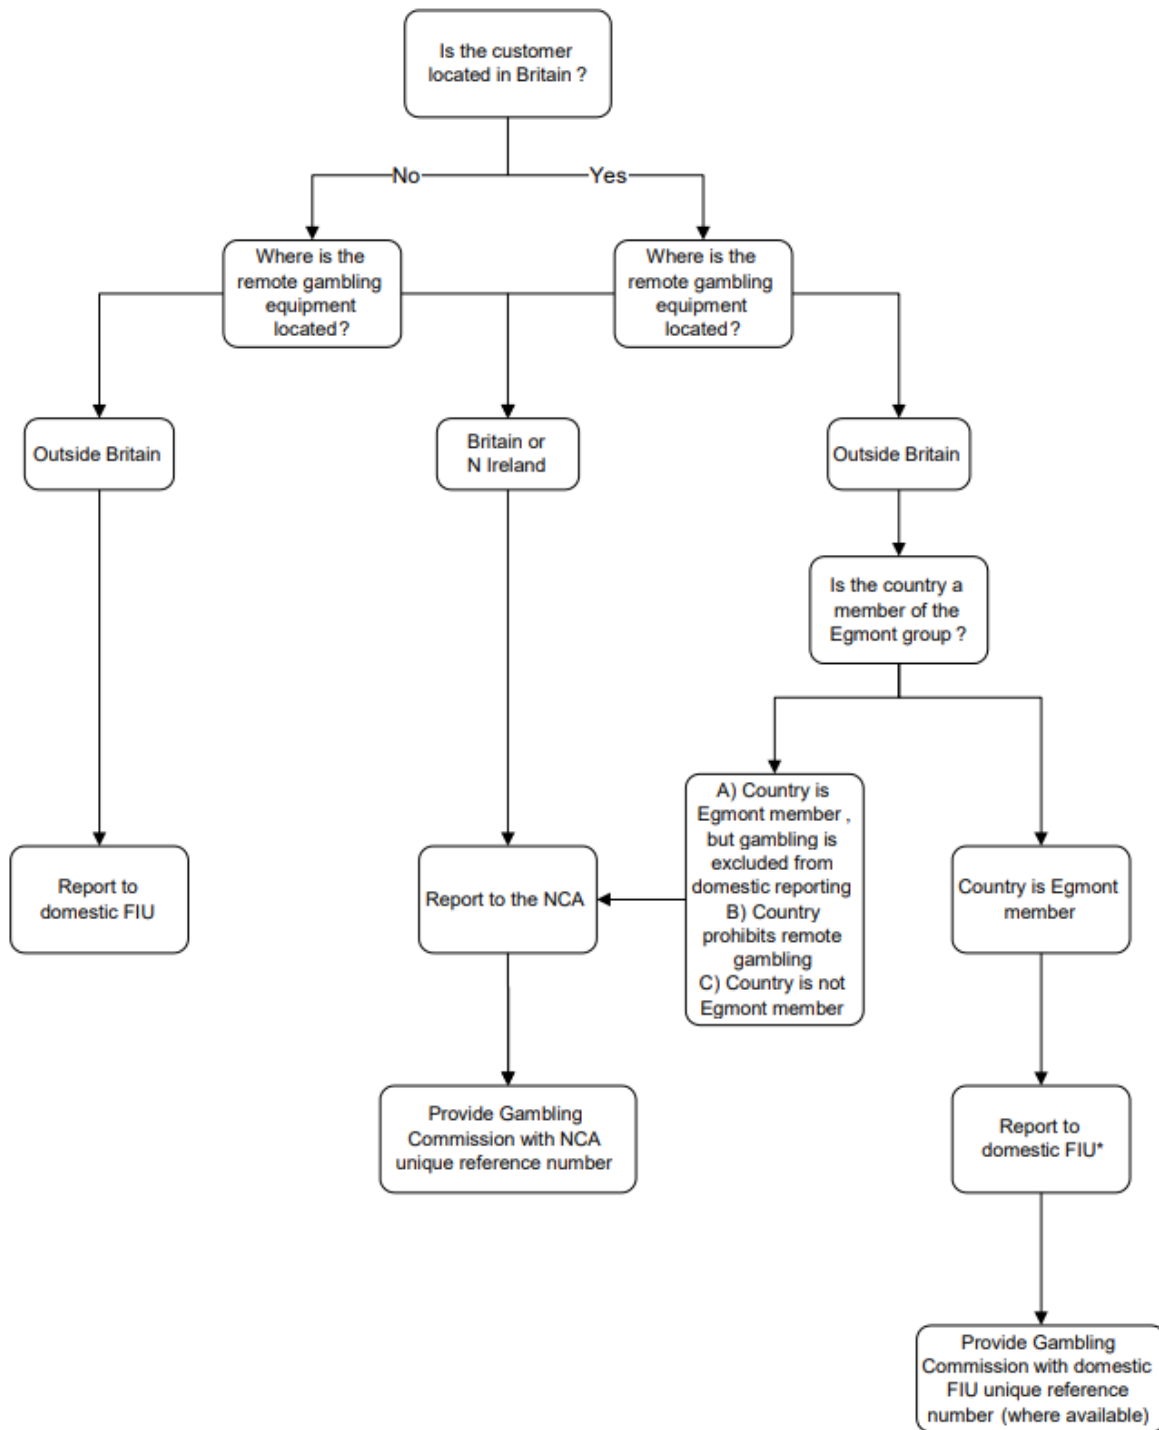 Is the customer
located in Britain ?
No
Yes
Where is the
remote gambling
equipment
located?
Where is the
remote gambling
equipment
located?
Outside Britain
Britain or
N Ireland
Outside Britain
Is the country a
member of the
Egmont group ?
A) Country is
Egmont member ,
but gambling is
excluded from
domestic reporting
B) Country
prohibits remote
gambling
C) Country is not
Egmont member
Report to
domestic FIU
Report to the NCA
Country is Egmont
member
Provide Gambling
Commission with NCA
unique reference number
Report to
domestic FIU*
Provide Gambling
Commission with domestic
FIU unique reference
number (where available)